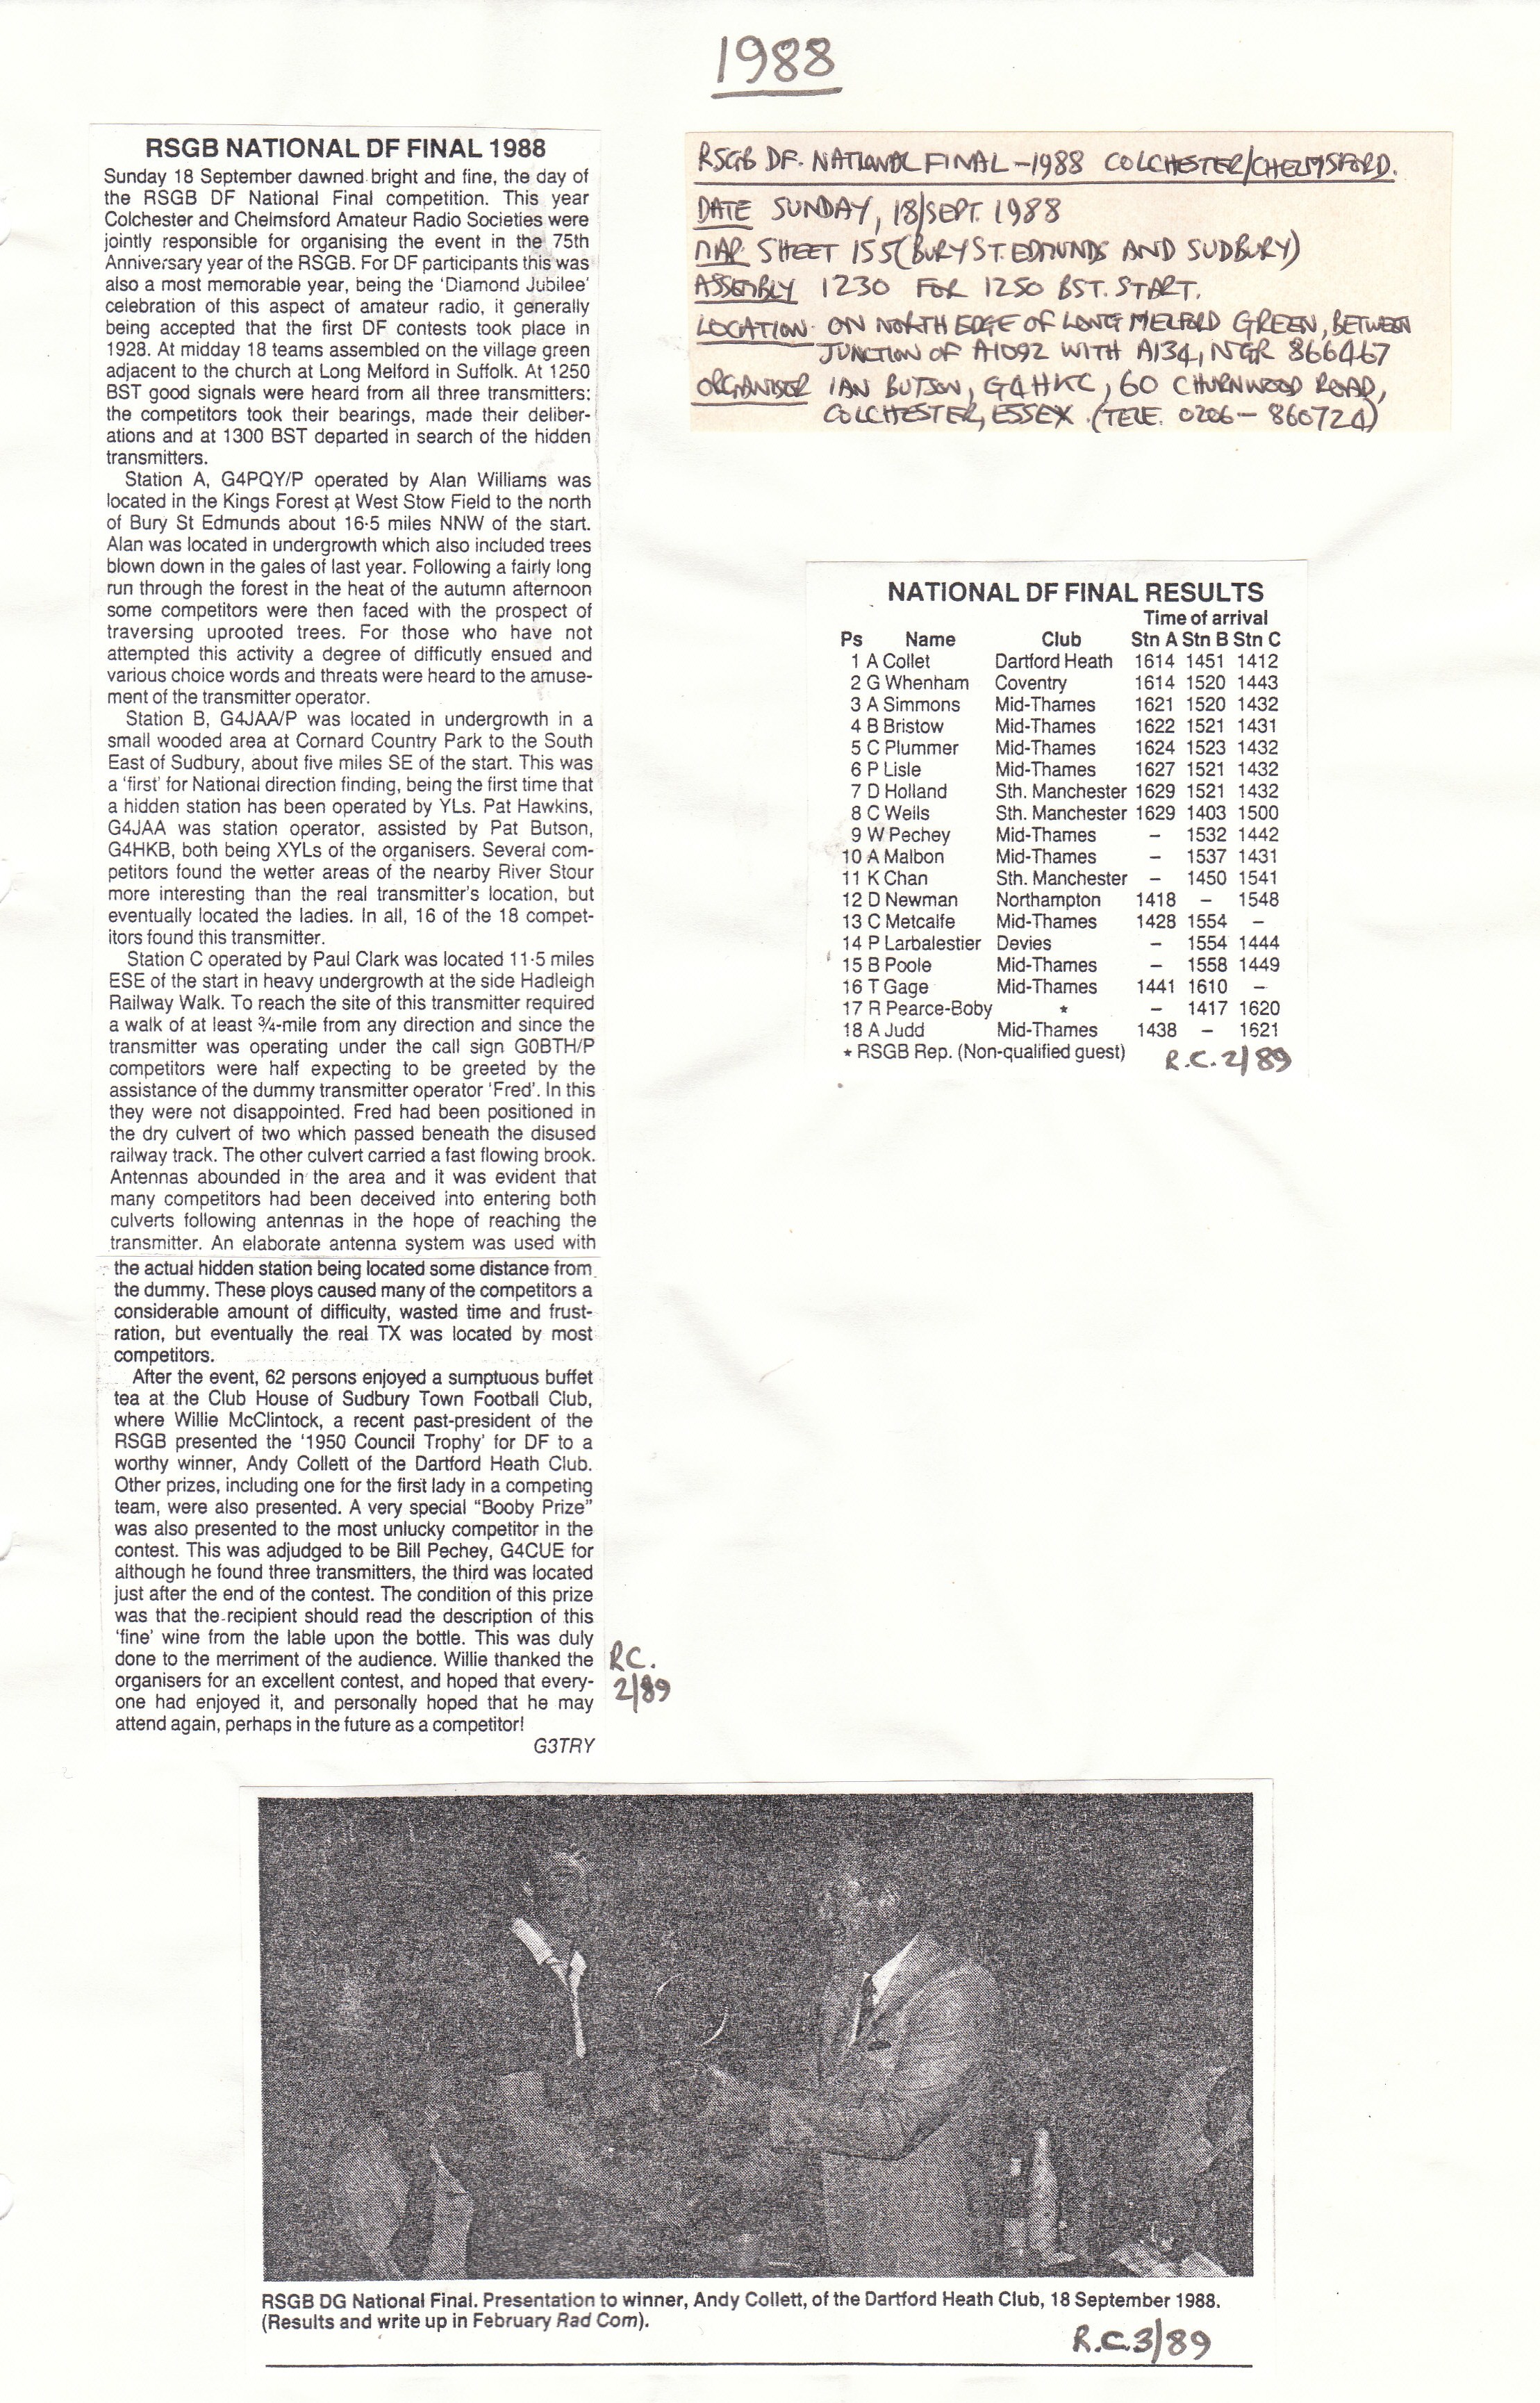 1988
RSGB NATIONAL DF FINAL 1988
Sunday 18 September dawned bright and fine, the day of
the RSGB DF National Final competition. This year
Colchester and Chelmsford Amateur Radio Societies were
jointly responsible for organising the event in the 75th
Anniversary year of the RSGB. For DF participants this was
also a most memorable year, being the ‘Diamond Jubilee’
celebration of this aspect of amateur radio, it generally
being accepted that the first DF contests took place in
1928. At midday 18 teams assembled on the village green
adjacent to the church at Long Melford in Suffolk. At 1250
BST good signals were heard from all three transmitters;
the competitors took their bearings, made their deliber-
ations and at 1300 BST departed in search of the hidden
transmitters.
Station A, G4PQY/P operated by Alan Williams was
located in the Kings Forest at West Stow Field to the north
of Bury St Edmunds about 16·5 miles NNW of the start.
Alan was located in undergrowth which also included trees
blown down in the gales of last year. Following a fairly long
run through the forest in the heat of the autumn afternoon
some competitors were then faced with the prospect of
traversing uprooted trees. For those who have not
attempted this activity a degree of difficutly ensued and
various choice words and threats were heard to the amuse-
ment of the transmitter operator.
Station B, G4JAA/P was located in undergrowth in a
small wooded area at Cornard Country Park to the South
East of Sudbury, about five miles SE of the start. This was
a ‘first’ for National direction finding, being the first time that
a hidden station has been operated by YLs. Pat Hawkins,
G4JAA was station operator, assisted by Pat Butson,
G4HKB, both being XYLs of the organisers. Several com-
petitors found the wetter areas of the nearby River Stour
more interesting than the real transmitter's location, but
eventually located the ladies. In all, 16 of the 18 compet-
itors found this transmitter.
Station C operated by Paul Clark was located 11·5 miles
ESE of the start in heavy undergrowth at the side Hadleigh
Railway Walk. To reach the site of this transmitter required
a walk of at least ¾-mile from any direction and since the
transmitter was operating under the call sign G0BTH/P
competitors were half expecting to be greeted by the
assistance of the dummy transmitter operator ‘Fred’. In this
they were not disappointed. Fred had been positioned in
the dry culvert of two which passed beneath the disused
railway track. The other culvert carried a fast flowing brook.
Antennas abounded in the area and it was evident that
many competitors had been deceived into entering both
culverts following antennas in the hope of reaching the
transmitter. An elaborate antenna system was used with
the actual hidden station being located some distance from
the dummy. These ploys caused many of the competitors a
considerable amount of difficulty, wasted time and frust-
ration, but eventually the real TX was located by most
competitors.
After the event, 62 persons enjoyed a sumptuous buffet
tea at the Club House of Sudbury Town Football Club,
where Willie McClintock, a recent past-president of the
RSGB presented the ‘1950 Council Trophy’ for DF to a
worthy winner, Andy Collett of the Dartford Heath Club.
Other prizes, including one for the first lady in a competing
team, were also presented. A very special “Booby Prize”
was also presented to the most unlucky competitor in the
contest. This was adjudged to be Bill Pechey, G4CUE for
although he found three transmitters, the third was located
just after the end of the contest. The condition of this prize
was that the recipient should read the description of this
‘fine’ wine from the lable upon the bottle. This was duly
done to the merriment of the audience. Willie thanked the
organisers for an excellent contest, and hoped that every-
one had enjoyed it, and personally hoped that he may
attend again, perhaps in the future as a competitor!
G3TRY
R.C.
2/89
RSGB DF. NATIONAL FINAL – 1988 COLCHESTER/CHELMSFORD.
DATE SUNDAY, 18/SEPT. 1988
MAP. SHEET 155 (BURY ST. EDMUNDS AND SUDBURY)
ASSEMBLY 1230 FOR 1250 BST. START.
LOCATION. ON NORTH EDGE OF LONG MELFORD GREEN, BETWEEN
JUNCTION OF A1092 WITH A134, NGR 866467
ORGANISER IAN BUTSON, G4HKC, 60 CHURNWOOD ROAD,
COLCHESTER, ESSEX. (TELE. 0206 – 860724)
NATIONAL DF FINAL RESULTS
Time of arrival
Ps Name Club Stn A Stn B Stn C
1 A Collet Dartford Heath 1614 1451 1412
2 G Whenham Coventry 1614 1520 1443
3 A Simmons Mid-Thames 1621 1520 1432
4 B Bristow Mid-Thames 1622 1521 1431
5 C Plummer Mid-Thames 1624 1523 1432
6 P Lisle Mid-Thames 1627 1521 1432
7 D Holland Sth. Manchester 1629 1521 1432
8 C Wells Sth. Manchester 1629 1403 1500
9 W Pechey Mid-Thames – 1532 1442
10 A Malbon Mid-Thames – 1537 1431
11 K Chan Sth. Manchester – 1450 1541
12 D Newman Northampton 1418 – 1548
13 C Metcalfe Mid-Thames 1428 1554 –
14 P Larbalestier Devies – 1554 1444
15 B Poole Mid-Thames – 1558 1449
16 T Gage Mid-Thames 1441 1610 –
17 R Pearce-Boby * – 1417 1620
18 A Judd Mid-Thames 1438 – 1621
* RSGB Rep. (Non-qualified guest)
R.C. 2/89
RSGB DG National Final. Presentation to winner, Andy Collett, of the Dartford Heath Club, 18 September 1988.
(Results and write up in February Rad Com).
R.C. 3/89